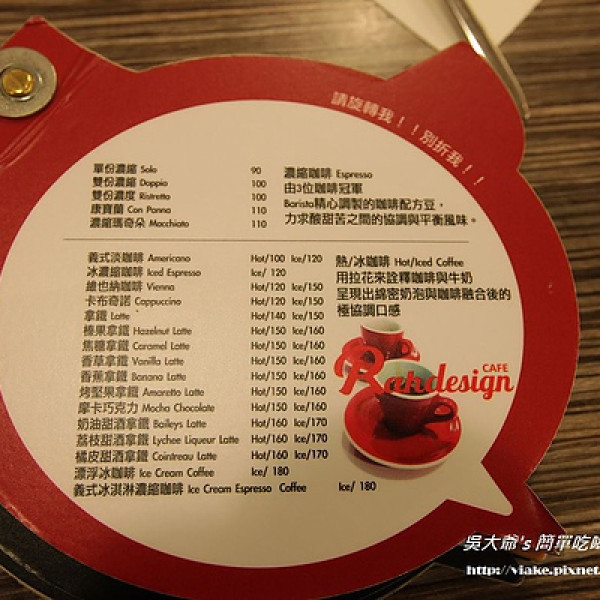 請旋轉我！！別折我！！
單份濃縮 Solo 90
雙份濃縮 Doppio 100
雙份濃度 Ristretto 100
康寶蘭 Con Panna 110
濃縮瑪奇朵 Macchiato 110
濃縮咖啡 Espresso
由3位咖啡冠軍
Barista精心調製的咖啡配方豆，
力求酸甜苦之間的協調與平衡風味。
義式淡咖啡 Americano Hot/100 Ice/120
冰濃縮咖啡 Iced Espresso Ice/ 120
維也納咖啡 Vienna Hot/120 Ice/150
卡布奇諾 Cappuccino Hot/120 Ice/150
拿鐵 Latte Hot/140 Ice/150
榛果拿鐵 Hazelnut Latte Hot/150 Ice/160
焦糖拿鐵 Caramel Latte Hot/150 Ice/160
香草拿鐵 Vanilla Latte Hot/150 Ice/160
香蕉拿鐵 Banana Latte Hot/150 Ice/160
烤堅果拿鐵 Amaretto Latte Hot/150 Ice/160
摩卡巧克力 Mocha Chocolate Hot/150 Ice/160
奶油甜酒拿鐵 Baileys Latte Hot/160 Ice/170
荔枝甜酒拿鐵 Lychee Liqueur Latte Hot/160 Ice/170
橘皮甜酒拿鐵 Cointreau Latte Hot/160 Ice/170
漂浮冰咖啡 Ice Cream Coffee Ice/ 180
義式冰淇淋濃縮咖啡 Ice Cream Espresso Coffee Ice/ 180
熱/冰咖啡 Hot/Iced Coffee
用拉花來詮釋咖啡與牛奶
呈現出綿密奶泡與咖啡融合後的
極協調口感
CAFE
Rakdesign
吳大爺's 簡單吃喝
http://viake.pixnet